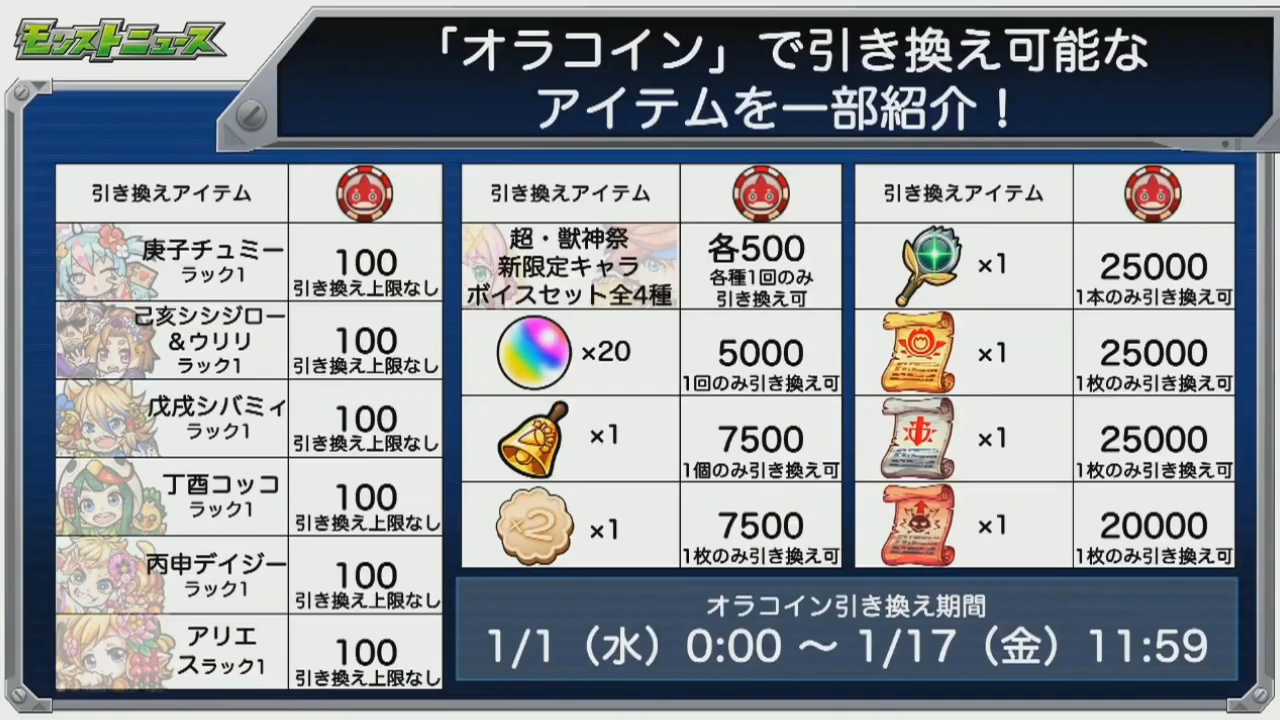 モンストニュース
「オラコイン」で引き換え可能な
アイテムを一部紹介！
引き換えアイテム
庚子チュミー
ラック1
100
引き換え上限なし
己亥シシジロー
＆ウリリ
ラック1
100
引き換え上限なし
戊戌シバミィ
ラック1
100
引き換え上限なし
丁酉コッコ
ラック1
100
引き換え上限なし
丙申デイジー
ラック1
100
引き換え上限なし
アリエ
スラック1
100
引き換え上限なし
引き換えアイテム
超・獣神祭
新限定キャラ
ボイスセット全4種
各500
各種1回のみ
引き換え可
×20
5000
1回のみ引き換え可
×1
7500
1個のみ引き換え可
×2
×1
7500
1枚のみ引き換え可
引き換えアイテム
×1
25000
1本のみ引き換え可
×1
25000
1枚のみ引き換え可
×1
25000
1枚のみ引き換え可
×1
20000
1枚のみ引き換え可
オラコイン引き換え期間
1/1（水）0:00 ～ 1/17（金）11:59